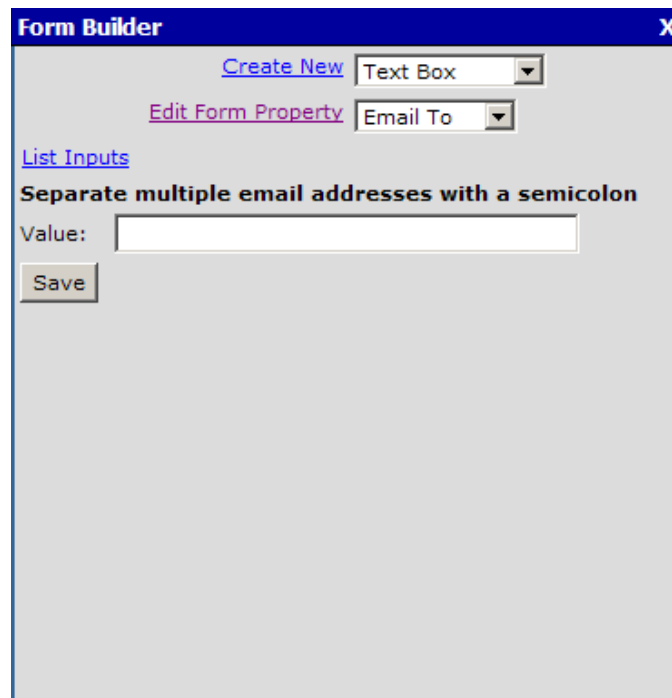 Form Builder X
Create New Text Box
Edit Form Property Email To
List Inputs
Separate multiple email addresses with a semicolon
Value:
Save